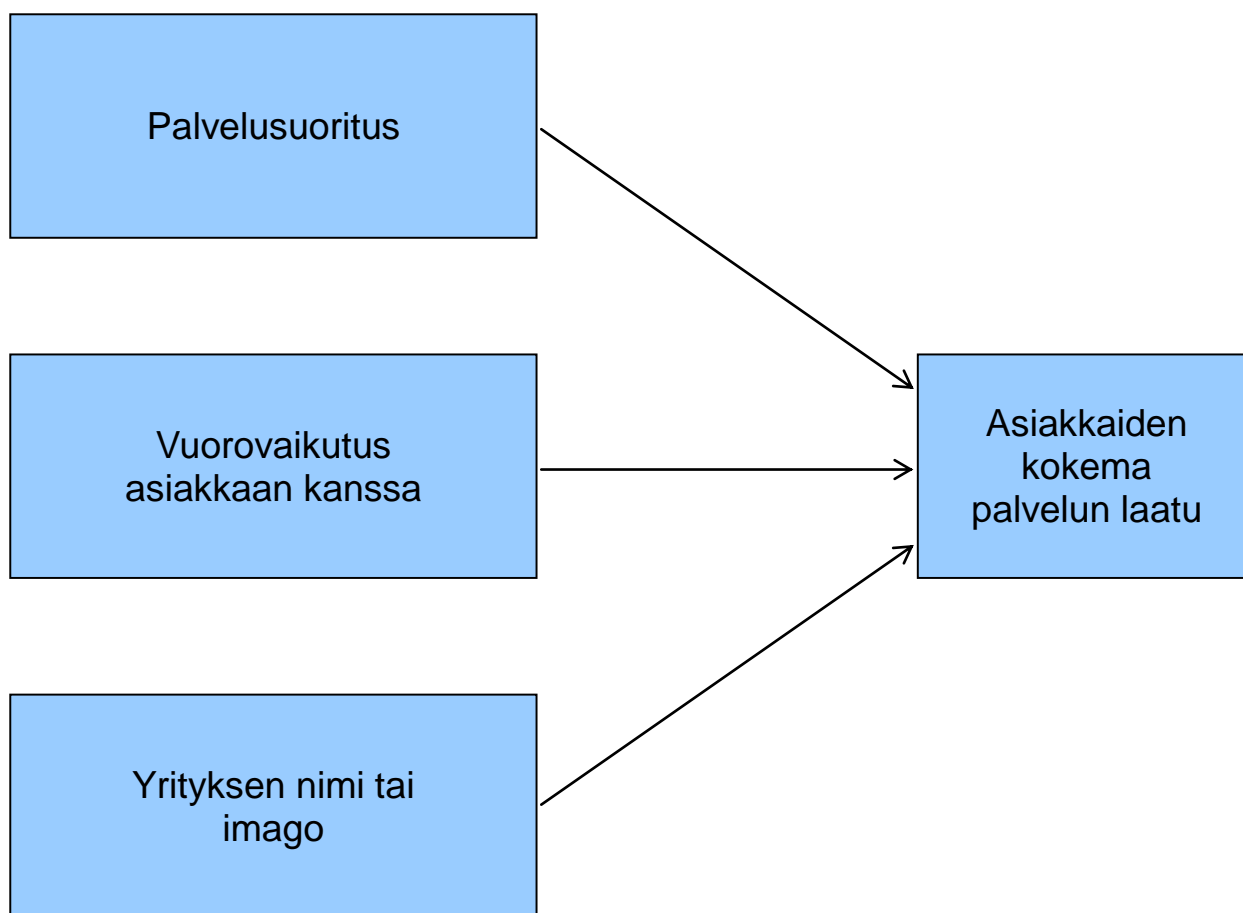 Palvelusuoritus
Vuorovaikutus
asiakkaan kanssa
Asiakkaiden
kokema
palvelun laatu
Yrityksen nimi tai
imago